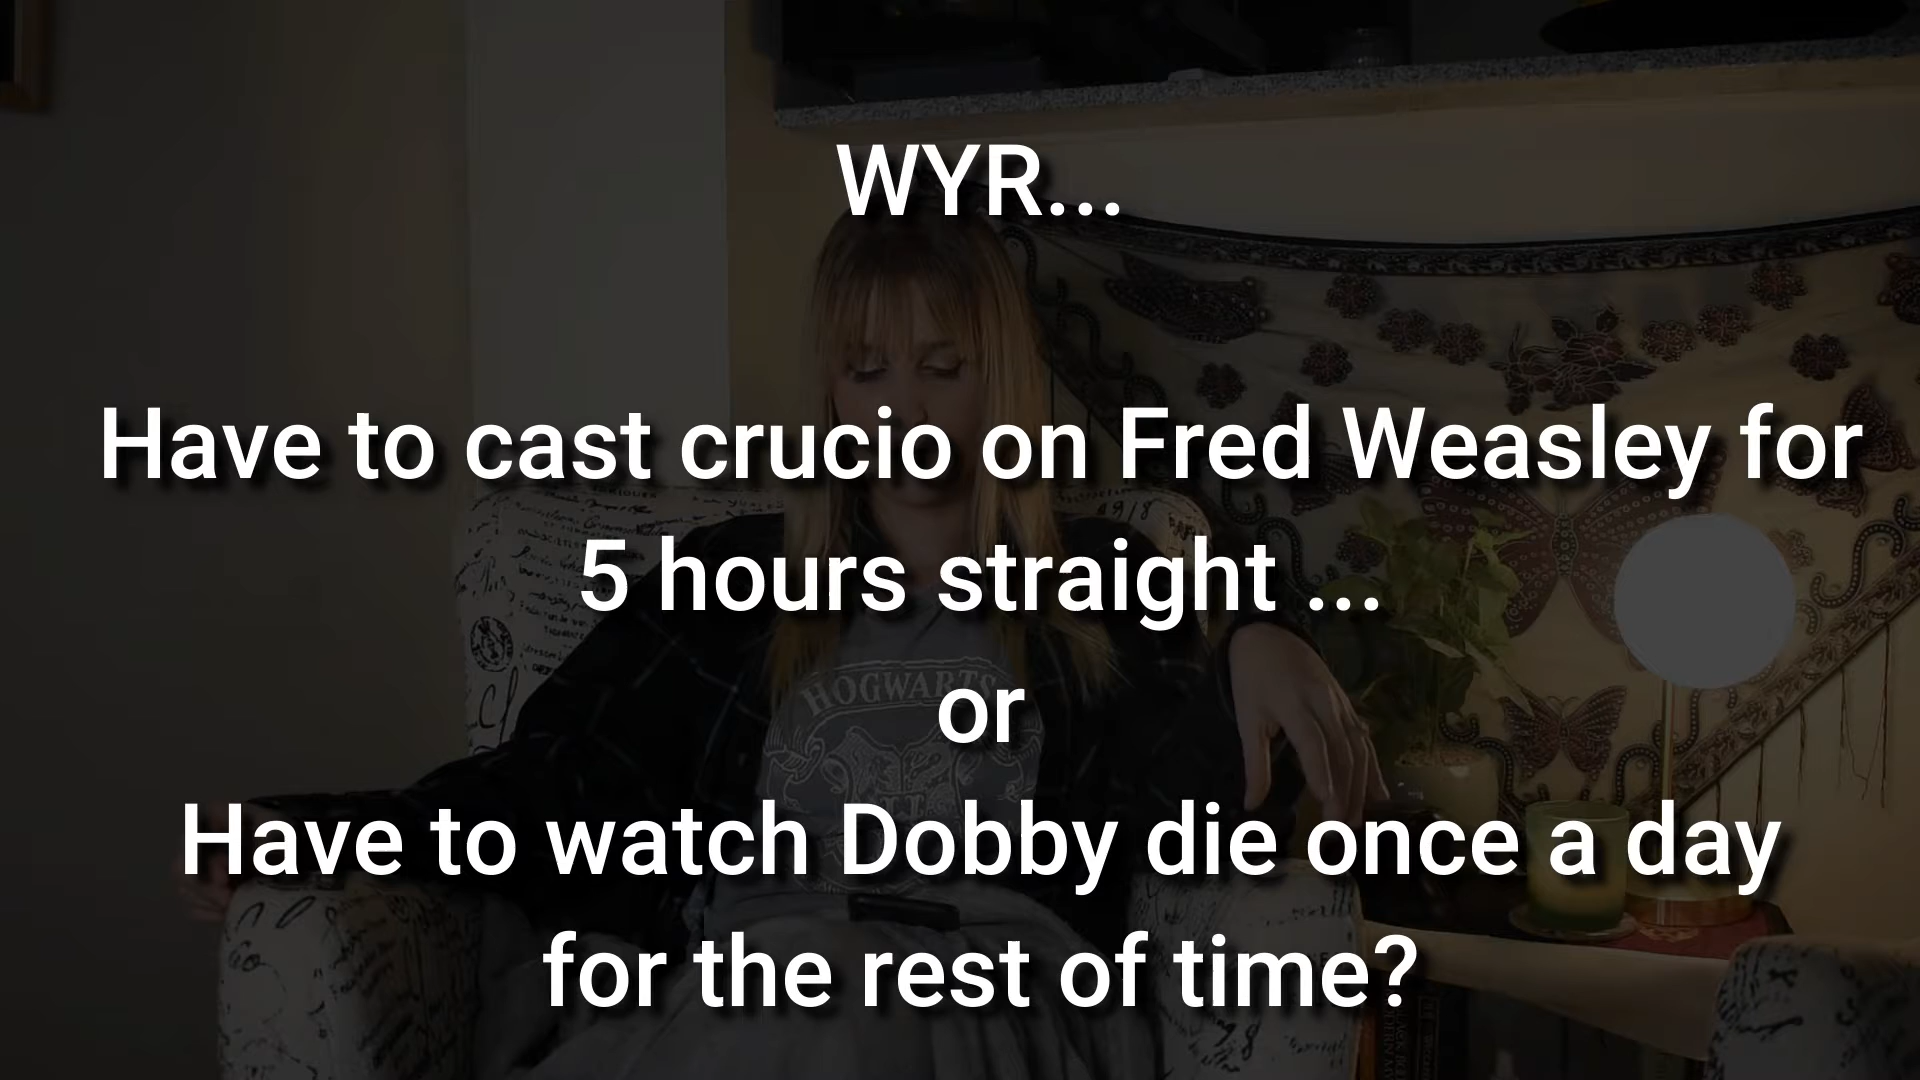 WYR...
Have to cast crucio on Fred Weasley for
5 hours straight ...
or
Have to watch Dobby die once a day
for the rest of time?
HOGWARTS